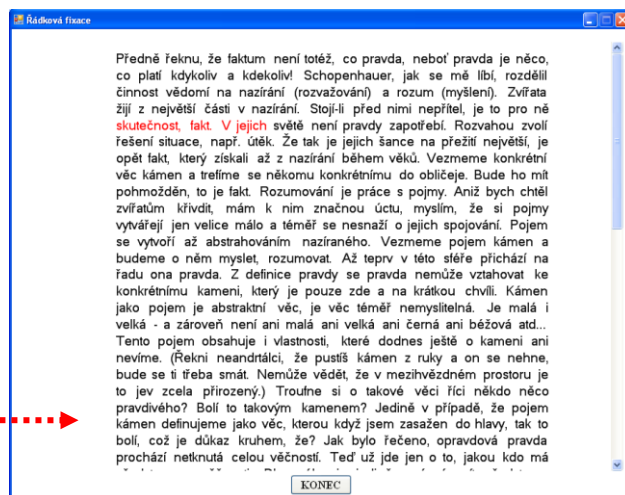 Řádková fixace
Předně řeknu, že faktum není totéž, co pravda, neboť pravda je něco,
co platí kdykoliv a kdekoliv! Schopenhauer, jak se mě líbí, rozdělil
činnost vědomí na nazírání (rozvažování) a rozum (myšlení). Zvířata
žijí z největší části v nazírání. Stojí-li před nimi nepřítel, je to pro ně
skutečnost, fakt. V jejich světě není pravdy zapotřebí. Rozvahou zvolí
řešení situace, např. útěk. Že tak je jejich šance na přežití největší, je
opět fakt, který získali až z nazírání během věků. Vezmeme konkrétní
věc kámen a trefíme se někomu konkrétnímu do obličeje. Bude ho mít
pohmožděn, to je fakt. Rozumování je práce s pojmy. Aniž bych chtěl
zvířatům křivdit, mám k nim značnou úctu, myslím, že si pojmy
vytvářejí jen velice málo a téměř se nesnaží o jejich spojování. Pojem
se vytvoří až abstrahováním nazíraného. Vezmeme pojem kámen a
budeme o něm myslet, rozumovat. Až teprv v této sféře přichází na
řadu ona pravda. Z definice pravdy se pravda nemůže vztahovat ke
konkrétnímu kameni, který je pouze zde a na krátkou chvíli. Kámen
jako pojem je abstraktní věc, je věc téměř nemyslitelná. Je malá i
velká - a zároveň není ani malá ani velká ani černá ani béžová atd...
Tento pojem obsahuje i vlastnosti, které dodnes ještě o kameni ani
nevíme. (Řekni neandrtálci, že pustíš kámen z ruky a on se nehne,
bude se ti třeba smát. Nemůže vědět, že v mezihvězdném prostoru je
to jev zcela přirozený.) Troufne si o takové věci říci někdo něco
pravdivého? Bolí to takovým kamenem? Jedině v případě, že pojem
kámen definujeme jako věc, kterou když jsem zasažen do hlavy, tak to
bolí, což je důkaz kruhem, že? Jak bylo řečeno, opravdová pravda
prochází netknutá celou věčností. Teď už jde jen o to, jakou kdo má
KONEC